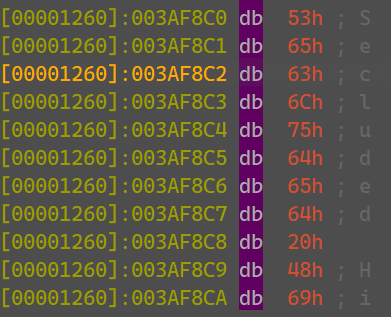 [00001260]:003AF8C0 db 53h ; S
[00001260]:003AF8C1 db 65h ; e
[00001260]:003AF8C2 db 63h ; c
[00001260]:003AF8C3 db 6Ch ; l
[00001260]:003AF8C4 db 75h ; u
[00001260]:003AF8C5 db 64h ; d
[00001260]:003AF8C6 db 65h ; e
[00001260]:003AF8C7 db 64h ; d
[00001260]:003AF8C8 db 20h
[00001260]:003AF8C9 db 48h ; H
[00001260]:003AF8CA db 69h ; i